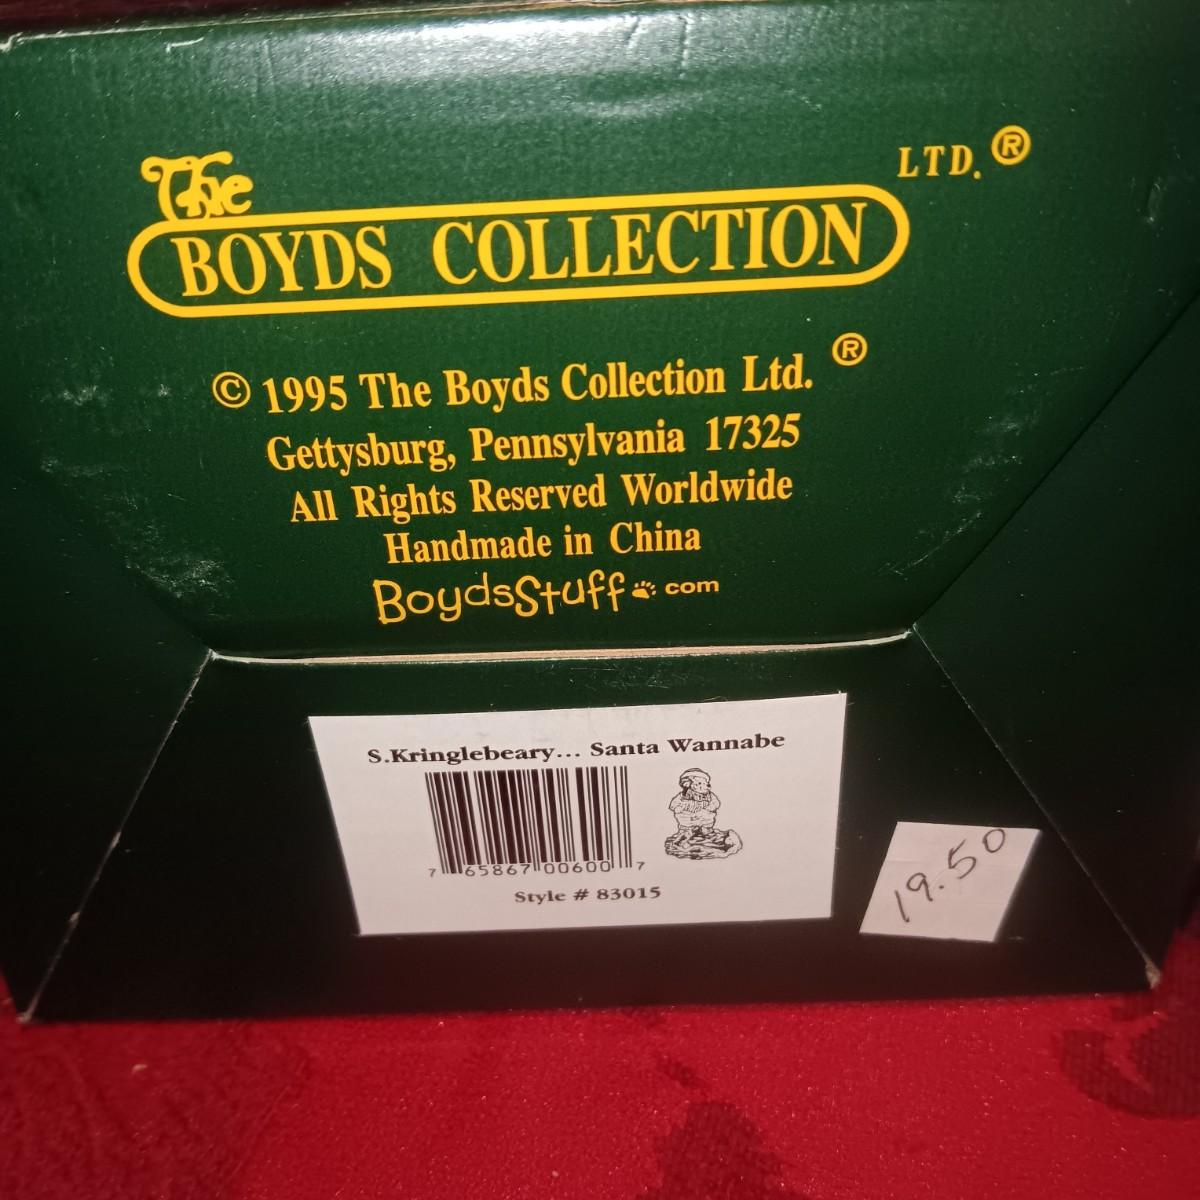 The
BOYDS COLLECTION LTD.®
© 1995 The Boyds Collection Ltd. ®
Gettysburg, Pennsylvania 17325
All Rights Reserved Worldwide
Handmade in China
BoydsStuff.com
S.Kringlebeary... Santa Wannabe
7 65867 00600 7
Style # 83015
19.50